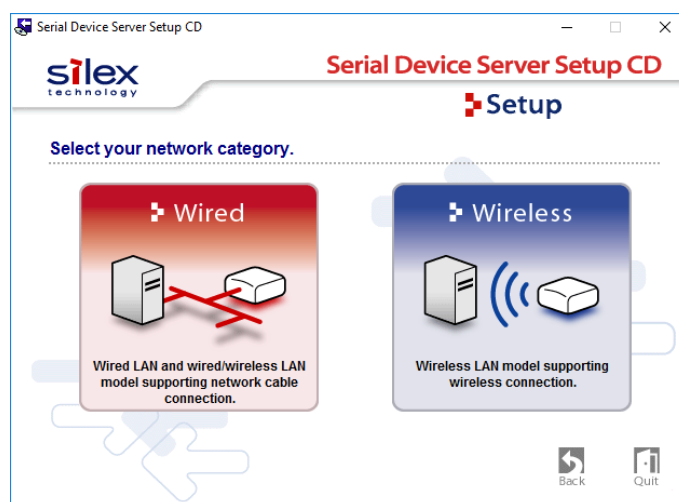 Serial Device Server Setup CD
silex
technology
Serial Device Server Setup CD
Setup
Select your network category.
Wired
Wired LAN and wired/wireless LAN
model supporting network cable
connection.
Wireless
Wireless LAN model supporting
wireless connection.
Back
Quit